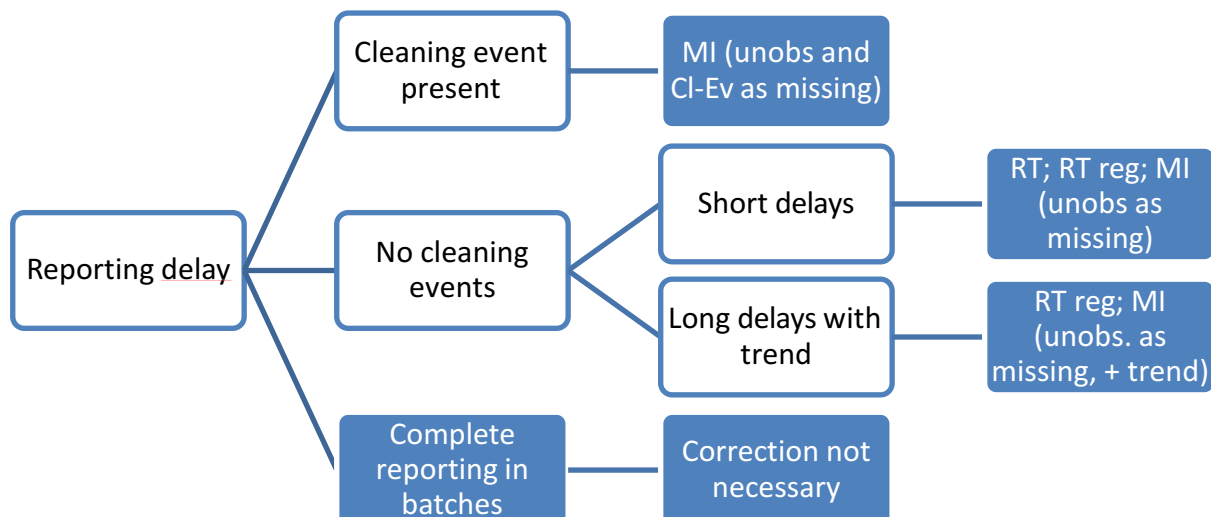 Cleaning event
present
MI (unobs and
Cl-Ev as missing)
Reporting delay
No cleaning
events
Short delays
RT; RT reg; MI
(unobs as
missing)
Long delays with
trend
RT reg; MI
(unobs. as
missing, + trend)
Complete
reporting in
batches
Correction not
necessary